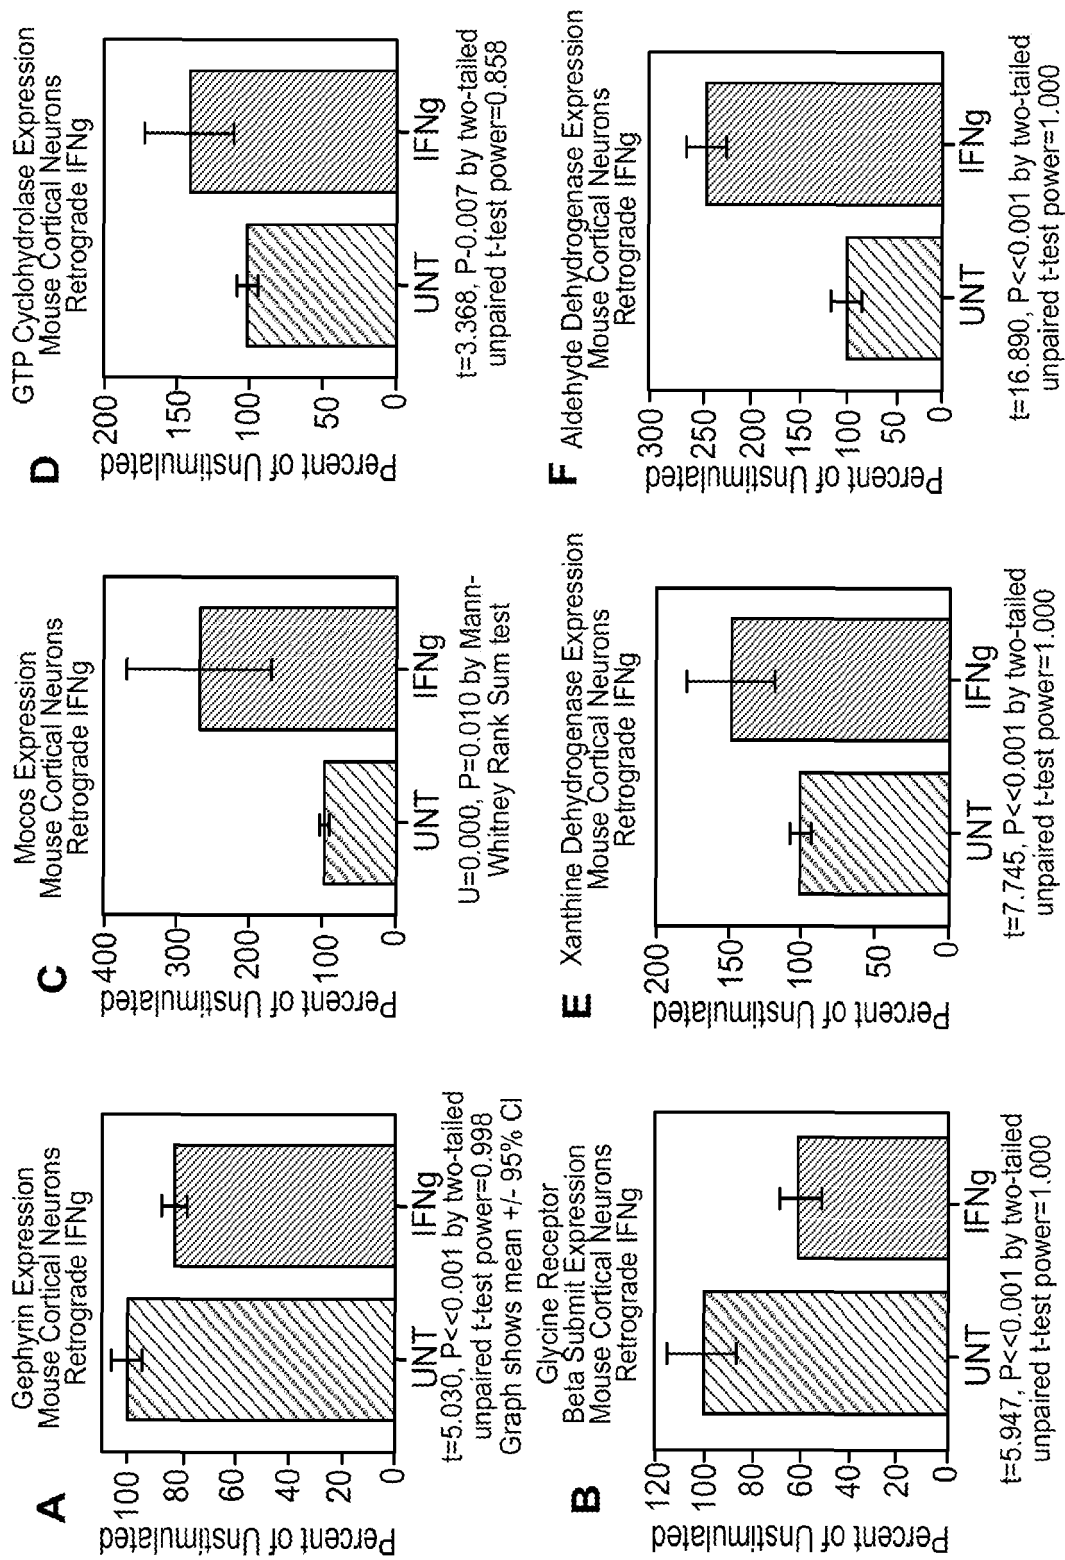 A
Gephyrin Expression
Mouse Cortical Neurons
Retrograde IFNg
Percent of Unstimulated
100
80
60
40
20
0
UNT
IFNg
t=5.030, P<<0.001 by two-tailed
unpaired t-test power=0.998
Graph shows mean +/- 95% CI
B
Glycine Receptor
Beta Submit Expression
Mouse Cortical Neurons
Retrograde IFNg
Percent of Unstimulated
120
100
80
60
40
20
0
UNT
IFNg
t=5.947, P<<0.001 by two-tailed
unpaired t-test power=1.000
C
Mocos Expression
Mouse Cortical Neurons
Retrograde IFNg
Percent of Unstimulated
400
300
200
100
0
UNT
IFNg
U=0.000, P=0.010 by Mann-
Whitney Rank Sum test
D
GTP Cyclohydrolase Expression
Mouse Cortical Neurons
Retrograde IFNg
Percent of Unstimulated
200
150
100
50
0
UNT
IFNg
t=3.368, P-0.007 by two-tailed
unpaired t-test power=0.858
E
Xanthine Dehydrogenase Expression
Mouse Cortical Neurons
Retrograde IFNg
Percent of Unstimulated
200
150
100
50
0
UNT
IFNg
t=7.745, P<<0.001 by two-tailed
unpaired t-test power=1.000
F
Aldehyde Dehydrogenase Expression
Mouse Cortical Neurons
Retrograde IFNg
Percent of Unstimulated
300
250
200
150
100
50
0
UNT
IFNg
t=16.890, P<<0.001 by two-tailed
unpaired t-test power=1.000